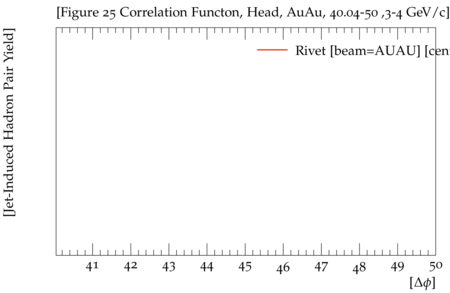 [Figure 25 Correlation Functon, Head, AuAu, 40.04-50 ,3-4 GeV/c]
Rivet [beam=AUAU] [cen
[Jet-Induced Hadron Pair Yield]
41 42 43 44 45 46 47 48 49 50
[Δϕ]